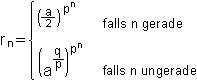 r_n = { (a/2)^{p^n} falls n gerade
(a^{q/p})^{p^n} falls n ungerade